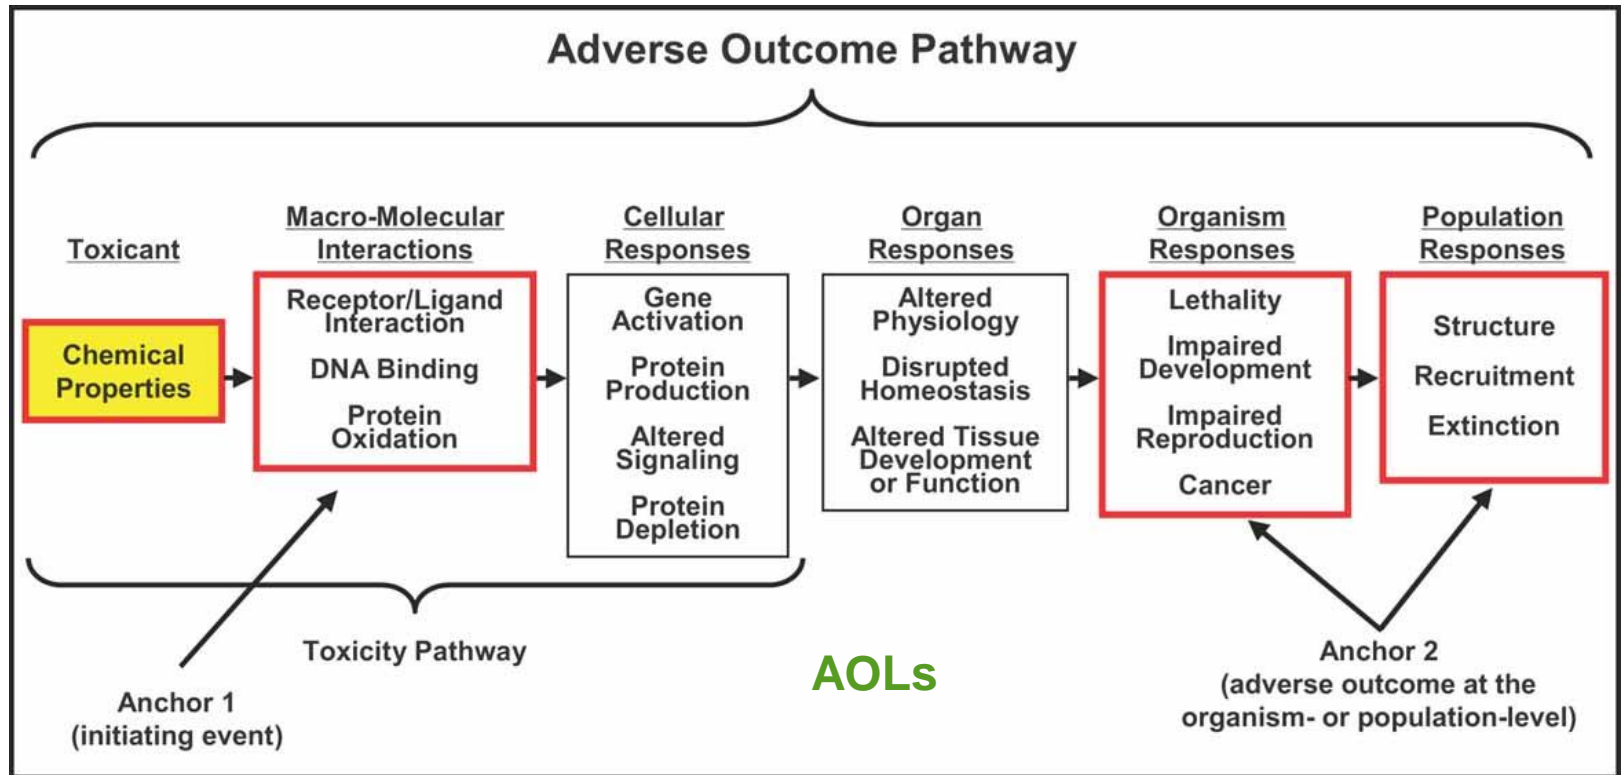 Adverse Outcome Pathway
Toxicant
Macro-Molecular
Interactions
Cellular
Responses
Organ
Responses
Organism
Responses
Population
Responses
Chemical
Properties
Receptor/Ligand
Interaction
DNA Binding
Protein
Oxidation
Gene
Activation
Protein
Production
Altered
Signaling
Protein
Depletion
Altered
Physiology
Disrupted
Homeostasis
Altered Tissue
Development
or Function
Lethality
Impaired
Development
Impaired
Reproduction
Cancer
Structure
Recruitment
Extinction
Toxicity Pathway
Anchor 1
(initiating event)
AOLs
Anchor 2
(adverse outcome at the
organism- or population-level)